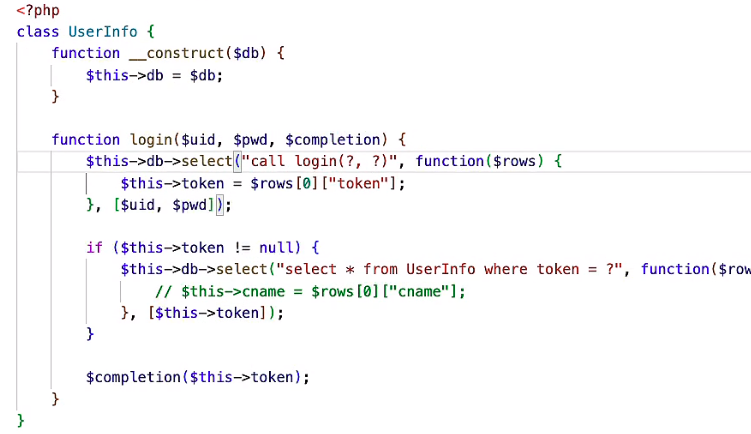 <?php
class UserInfo {
    function __construct($db) {
        $this->db = $db;
    }

    function login($uid, $pwd, $completion) {
        $this->db->select("call login(?, ?)", function($rows) {
            $this->token = $rows[0]["token"];
        }, [$uid, $pwd]);

        if ($this->token != null) {
            $this->db->select("select * from UserInfo where token = ?", function($row
                // $this->cname = $rows[0]["cname"];
            }, [$this->token]);
        }

        $completion($this->token);
    }
}